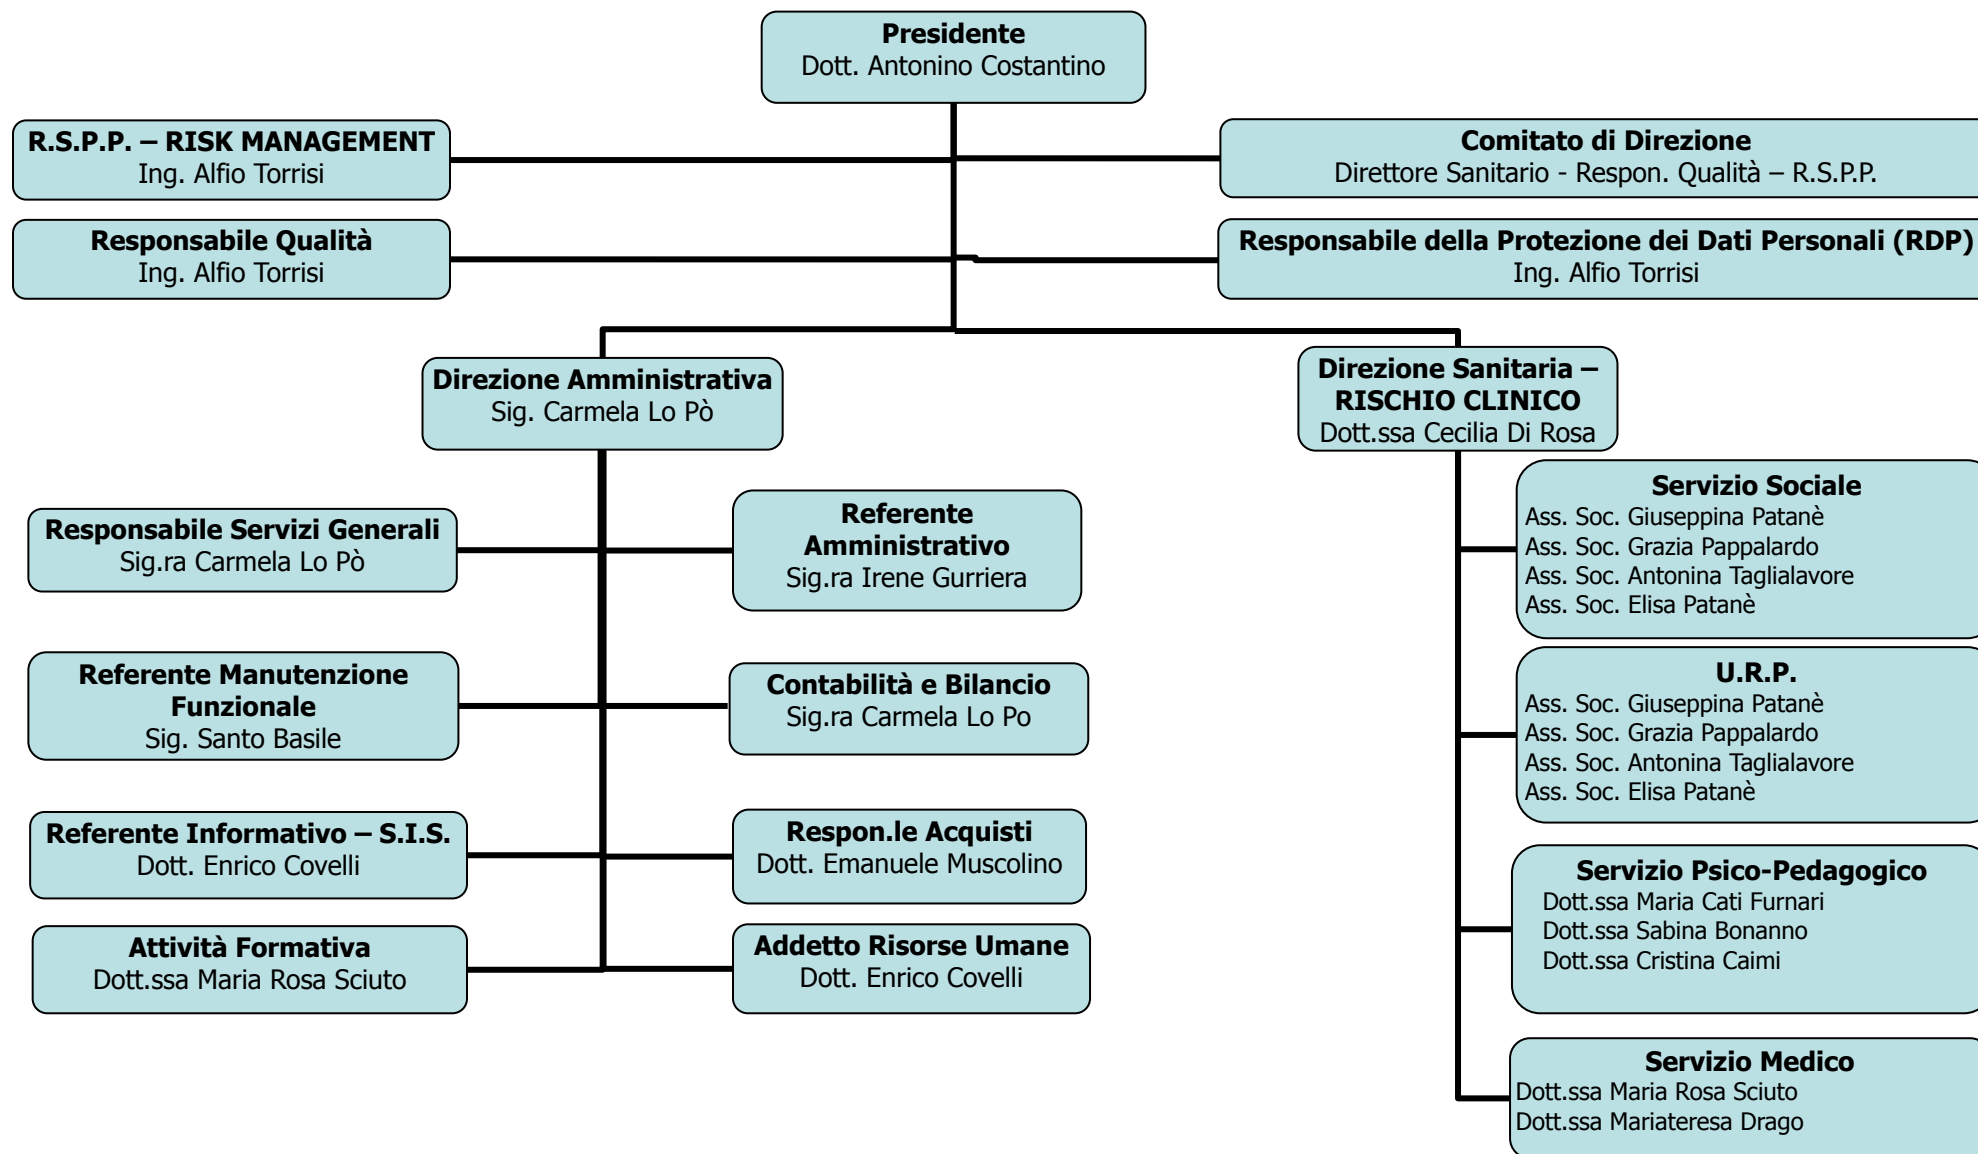 Presidente
Dott. Antonino Costantino
R.S.P.P. – RISK MANAGEMENT
Ing. Alfio Torrisi
Comitato di Direzione
Direttore Sanitario - Respon. Qualità – R.S.P.P.
Responsabile Qualità
Ing. Alfio Torrisi
Responsabile della Protezione dei Dati Personali (RDP)
Ing. Alfio Torrisi
Direzione Amministrativa
Sig. Carmela Lo Pò
Direzione Sanitaria –
RISCHIO CLINICO
Dott.ssa Cecilia Di Rosa
Responsabile Servizi Generali
Sig.ra Carmela Lo Pò
Referente
Amministrativo
Sig.ra Irene Gurriera
Referente Manutenzione
Funzionale
Sig. Santo Basile
Contabilità e Bilancio
Sig.ra Carmela Lo Po
Referente Informativo – S.I.S.
Dott. Enrico Covelli
Respon.le Acquisti
Dott. Emanuele Muscolino
Attività Formativa
Dott.ssa Maria Rosa Sciuto
Addetto Risorse Umane
Dott. Enrico Covelli
Servizio Sociale
Ass. Soc. Giuseppina Patanè
Ass. Soc. Grazia Pappalardo
Ass. Soc. Antonina Taglialavore
Ass. Soc. Elisa Patanè
U.R.P.
Ass. Soc. Giuseppina Patanè
Ass. Soc. Grazia Pappalardo
Ass. Soc. Antonina Taglialavore
Ass. Soc. Elisa Patanè
Servizio Psico-Pedagogico
Dott.ssa Maria Cati Furnari
Dott.ssa Sabina Bonanno
Dott.ssa Cristina Caimi
Servizio Medico
Dott.ssa Maria Rosa Sciuto
Dott.ssa Mariateresa Drago